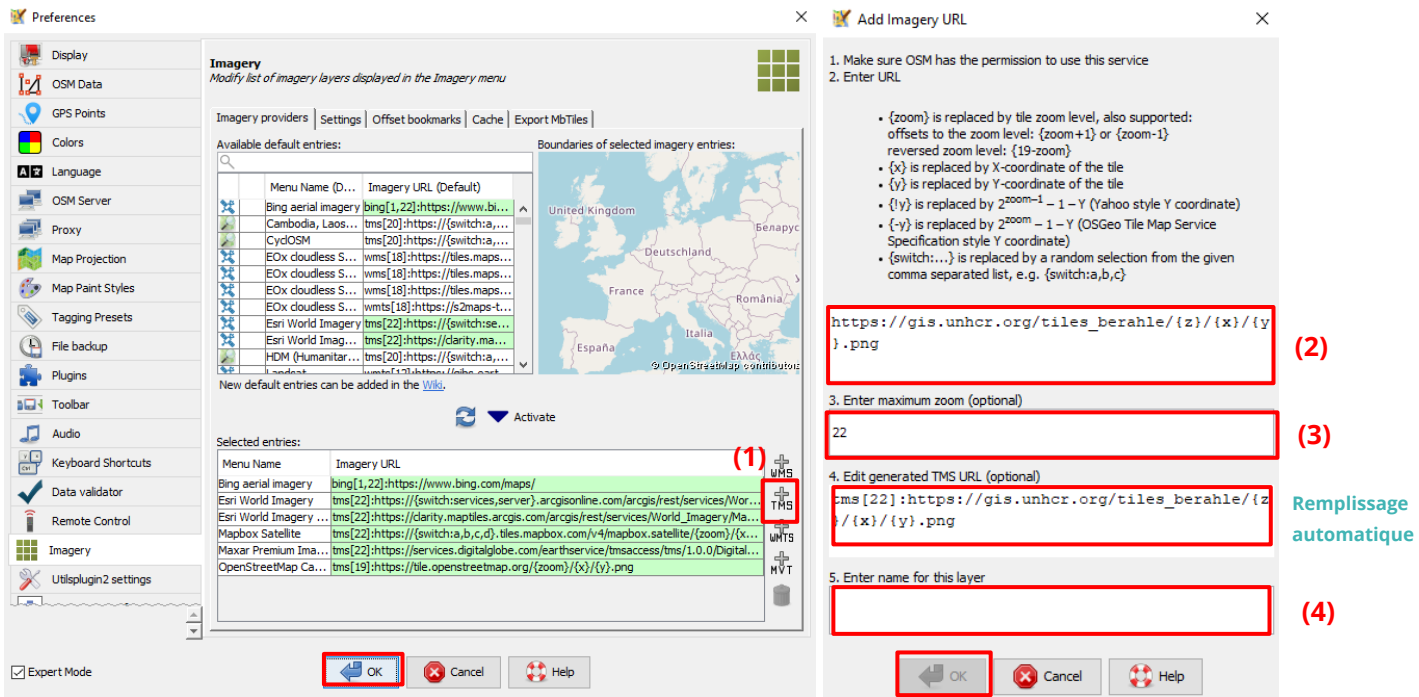 Preferences
Display
OSM Data
GPS Points
Colors
Language
OSM Server
Proxy
Map Projection
Map Paint Styles
Tagging Presets
File backup
Plugins
Toolbar
Audio
Keyboard Shortcuts
Data validator
Remote Control
Imagery
Utilsplugin2 settings
Expert Mode
Imagery
Modify list of imagery layers displayed in the Imagery menu
Imagery providers Settings Offset bookmarks Cache Export MbTiles
Available default entries:
Menu Name (D... Imagery URL (Default)
Bing aerial imagery bing[1,22]:https://www.bi...
Cambodia, Laos... tms[20]:https://{switch:a,...
CyclOSM tms[20]:https://{switch:a,...
EOx cloudless S... wms[18]:https://tiles.maps...
EOx cloudless S... wms[18]:https://tiles.maps...
EOx cloudless S... wmts[18]:https://s2maps-t...
Esri World Imagery tms[22]:https://{switch:se...
Esri World Imag... tms[22]:https://clarity.ma...
HDM (Humanitar... tms[20]:https://{switch:a,...
Boundaries of selected imagery entries:
United Kingdom
Беларус
Deutschland
France
România
Italia
España
Ελλάς
© OpenStreetMap contributors
New default entries can be added in the Wiki.
Activate
Selected entries:
Menu Name Imagery URL
Bing aerial imagery bing[1,22]:https://www.bing.com/maps/
Esri World Imagery tms[22]:https://{switch:services,server}.arcgisonline.com/arcgis/rest/services/Wor...
Esri World Imagery ... tms[22]:https://clarity.maptiles.arcgis.com/arcgis/rest/services/World_Imagery/Ma...
Mapbox Satellite tms[22]:https://{switch:a,b,c,d}.tiles.mapbox.com/v4/mapbox.satellite/{zoom}/{x...
Maxar Premium Ima... tms[22]:https://services.digitalglobe.com/earthservice/tmsaccess/tms/1.0.0/Digital...
OpenStreetMap Ca... tms[19]:https://tile.openstreetmap.org/{zoom}/{x}/{y}.png
(1)
WMS
TMS
WMTS
MVT
OK Cancel Help
Add Imagery URL
1. Make sure OSM has the permission to use this service
2. Enter URL
• {zoom} is replaced by tile zoom level, also supported:
offsets to the zoom level: {zoom+1} or {zoom-1}
reversed zoom level: {19-zoom}
• {x} is replaced by X-coordinate of the tile
• {y} is replaced by Y-coordinate of the tile
• {!y} is replaced by 2^zoom–1 – 1 – Y (Yahoo style Y coordinate)
• {-y} is replaced by 2^zoom – 1 – Y (OSGeo Tile Map Service
Specification style Y coordinate)
• {switch:...} is replaced by a random selection from the given
comma separated list, e.g. {switch:a,b,c}
https://gis.unhcr.org/tiles_berahle/{z}/{x}/{y
}.png
(2)
3. Enter maximum zoom (optional)
22
(3)
4. Edit generated TMS URL (optional)
tms[22]:https://gis.unhcr.org/tiles_berahle/{z
}/{x}/{y}.png
Remplissage
automatique
5. Enter name for this layer
(4)
OK Cancel Help